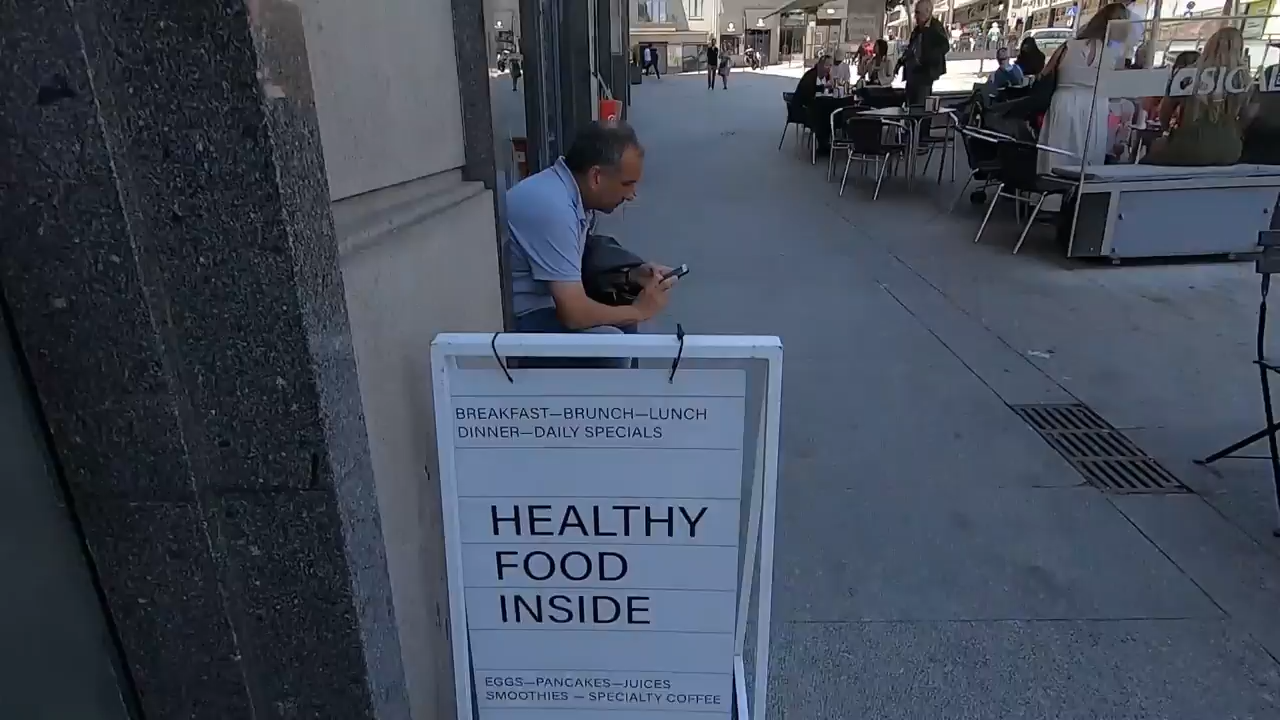 BREAKFAST—BRUNCH—LUNCH
DINNER—DAILY SPECIALS
HEALTHY
FOOD
INSIDE
EGGS—PANCAKES—JUICES
SMOOTHIES — SPECIALTY COFFEE